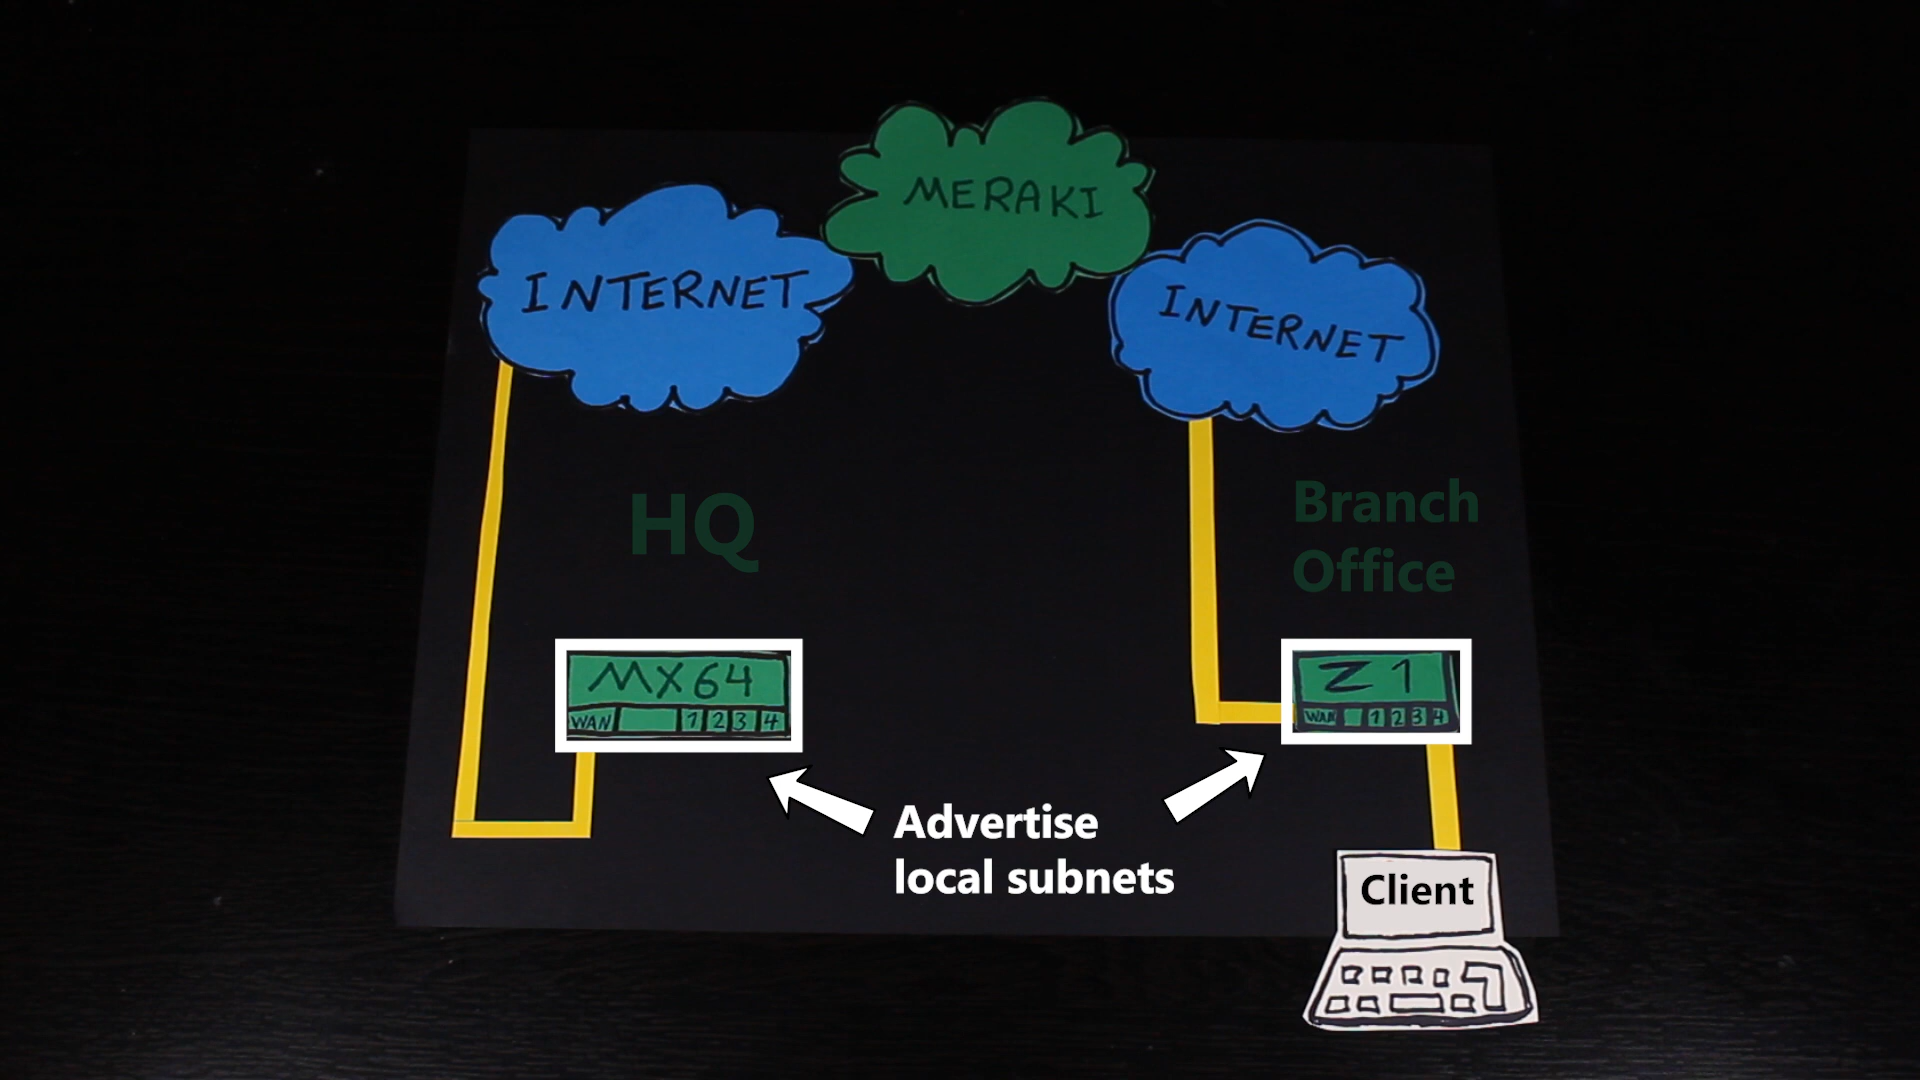 MERAKI
INTERNET
INTERNET
HQ
Branch
Office
MX64
WAN 1 2 3 4
Z1
WAN 1 2 3 4
Advertise
local subnets
Client